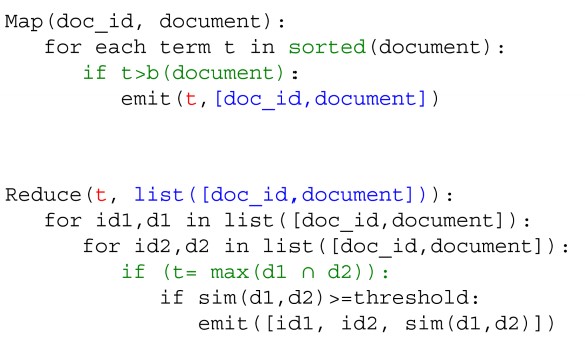 Map(doc_id, document):
for each term t in sorted(document):
if t>b(document):
emit(t,[doc_id,document])
Reduce(t, list([doc_id,document])):
for id1,d1 in list([doc_id,document]):
for id2,d2 in list([doc_id,document]):
if (t= max(d1 ∩ d2)):
if sim(d1,d2)>=threshold:
emit([id1, id2, sim(d1,d2)])